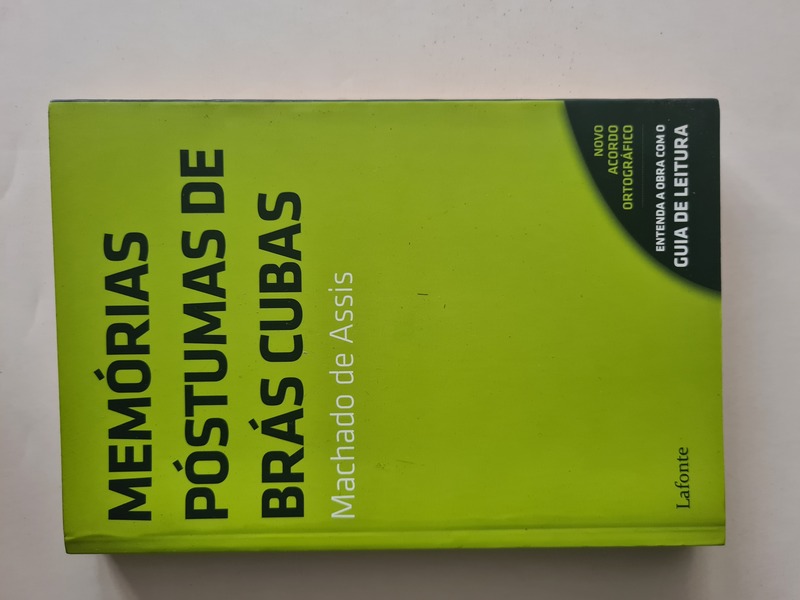 MEMÓRIAS
PÓSTUMAS DE
BRÁS CUBAS
Machado de Assis
NOVO
ACORDO
ORTOGRÁFICO
ENTENDA A OBRA COM O
GUIA DE LEITURA
Lafonte